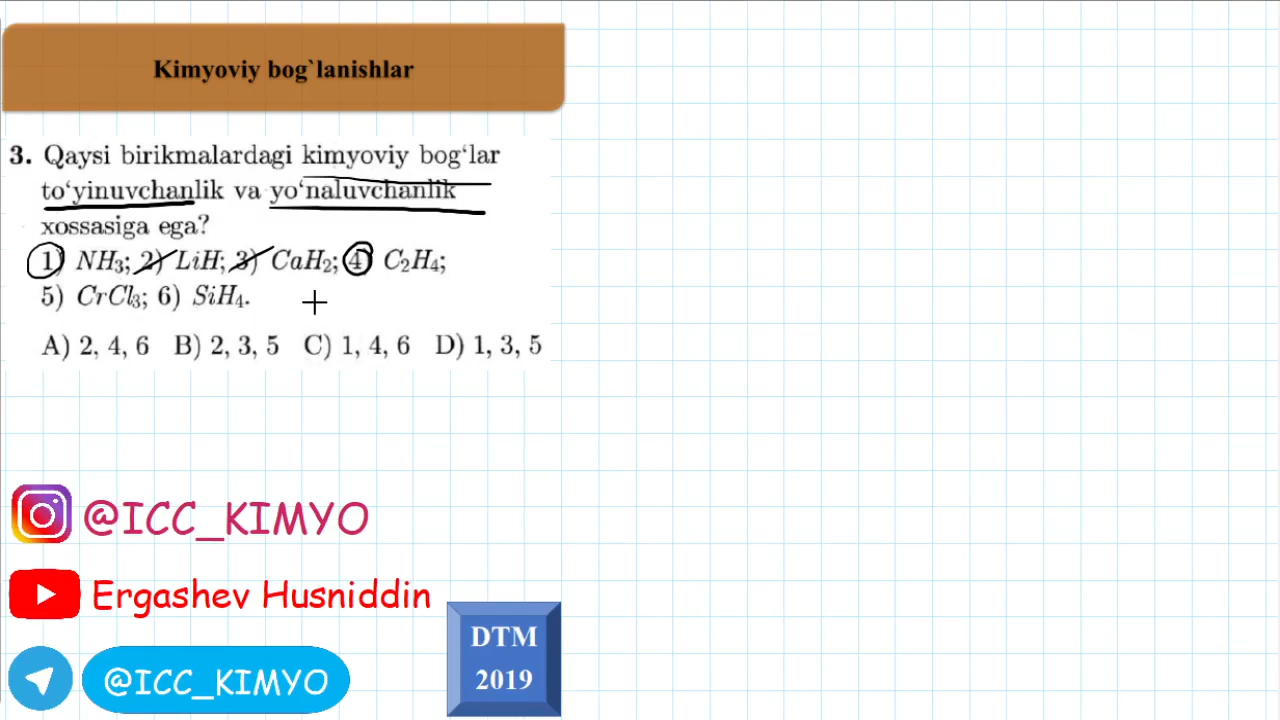 Kimyoviy bog`lanishlar
3. Qaysi birikmalardagi kimyoviy bog‘lar
to‘yinuvchanlik va yo‘naluvchanlik
xossasiga ega?
1) NH₃; 2) LiH; 3) CaH₂; 4) C₂H₄;
5) CrCl₃; 6) SiH₄.
A) 2, 4, 6 B) 2, 3, 5 C) 1, 4, 6 D) 1, 3, 5
@ICC_KIMYO
Ergashev Husniddin
@ICC_KIMYO
DTM
2019